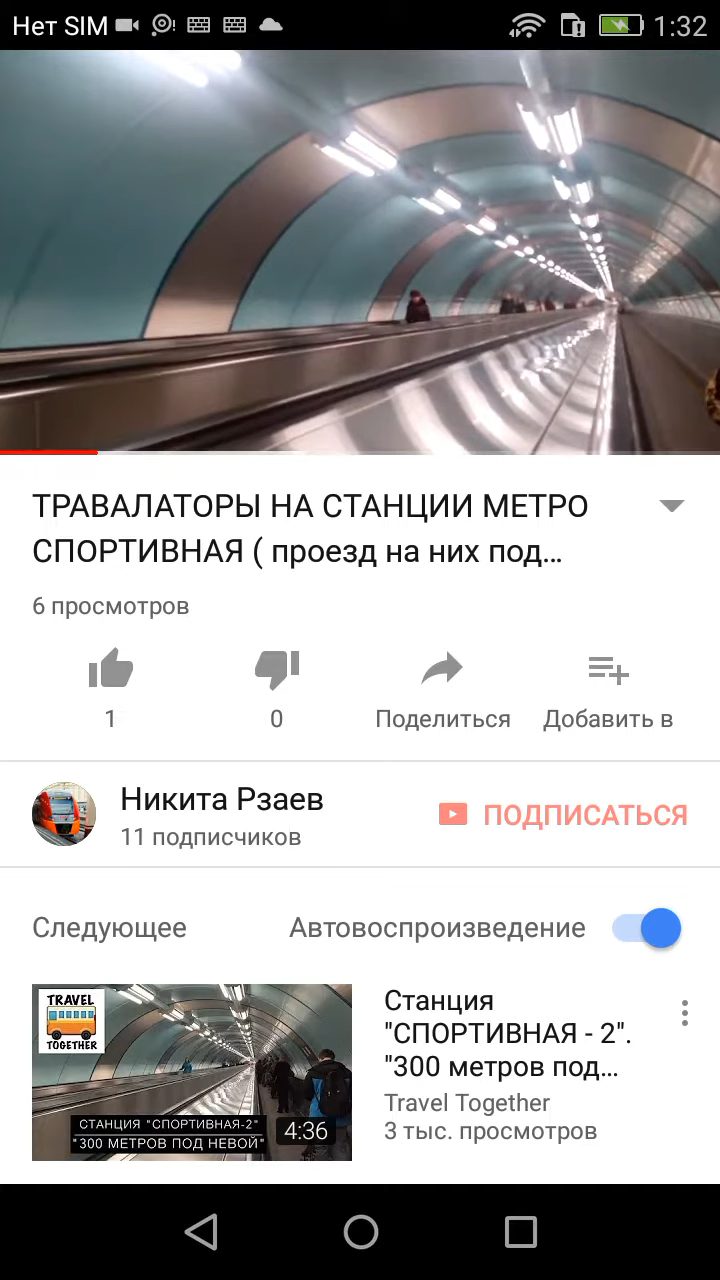 Нет SIM
1:32
ТРАВАЛАТОРЫ НА СТАНЦИИ МЕТРО
СПОРТИВНАЯ ( проезд на них под…
6 просмотров
1
0
Поделиться
Добавить в
Никита Рзаев
11 подписчиков
ПОДПИСАТЬСЯ
Следующее
Автовоспроизведение
TRAVEL
TOGETHER
СТАНЦИЯ "СПОРТИВНАЯ-2"
"300 МЕТРОВ ПОД НЕВОЙ"
4:36
Станция
"СПОРТИВНАЯ - 2".
"300 метров под…
Travel Together
3 тыс. просмотров